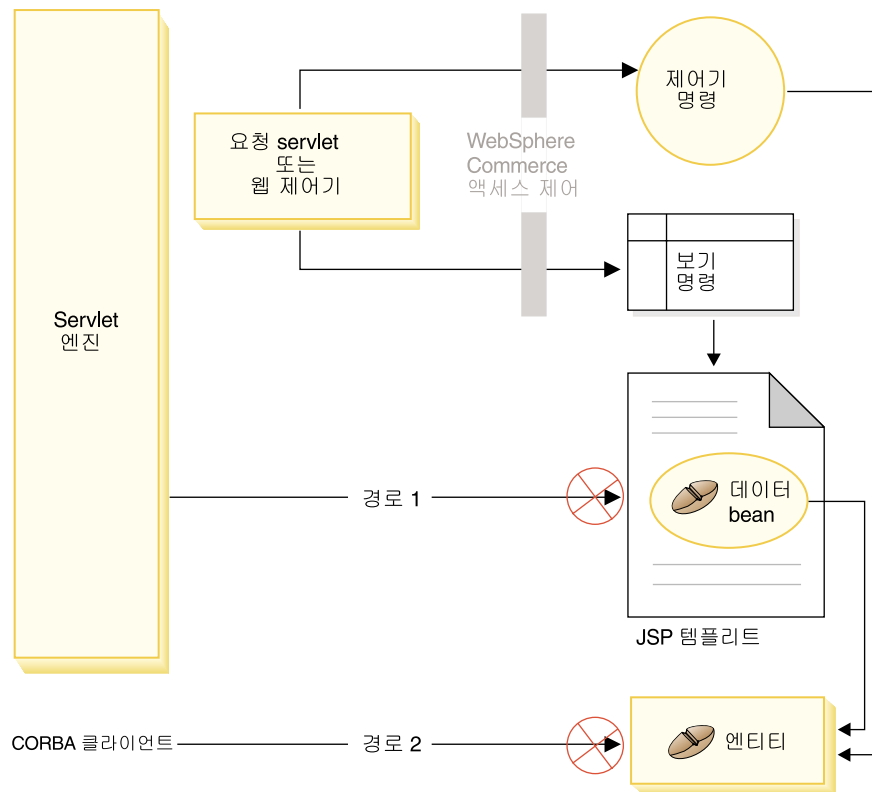 제어기
명령
요청 servlet
또는
웹 제어기
WebSphere
Commerce
액세스 제어
보기
명령
Servlet
엔진
경로 1
데이터
bean
JSP 템플리트
CORBA 클라이언트
경로 2
엔티티